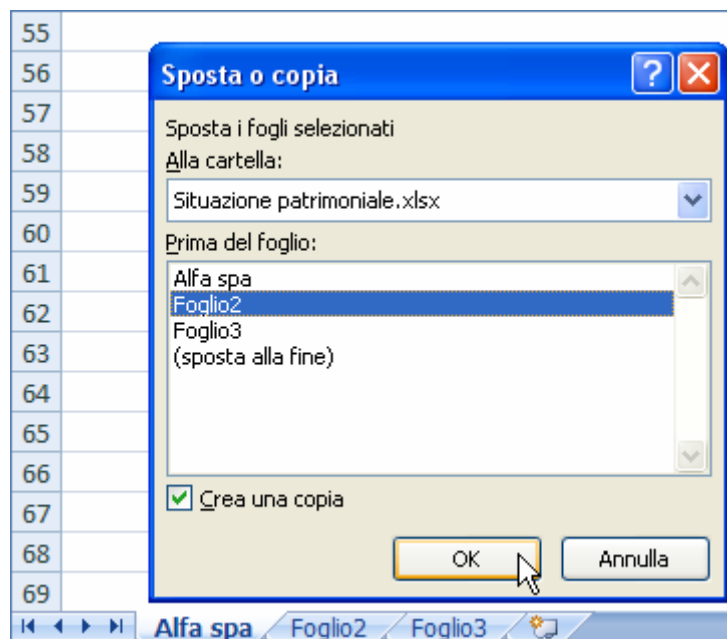 55
56
57
58
59
60
61
62
63
64
65
66
67
68
69
Sposta o copia
Sposta i fogli selezionati
Alla cartella:
Situazione patrimoniale.xlsx
Prima del foglio:
Alfa spa
Foglio2
Foglio3
(sposta alla fine)
Crea una copia
OK Annulla
Alfa spa Foglio2 Foglio3